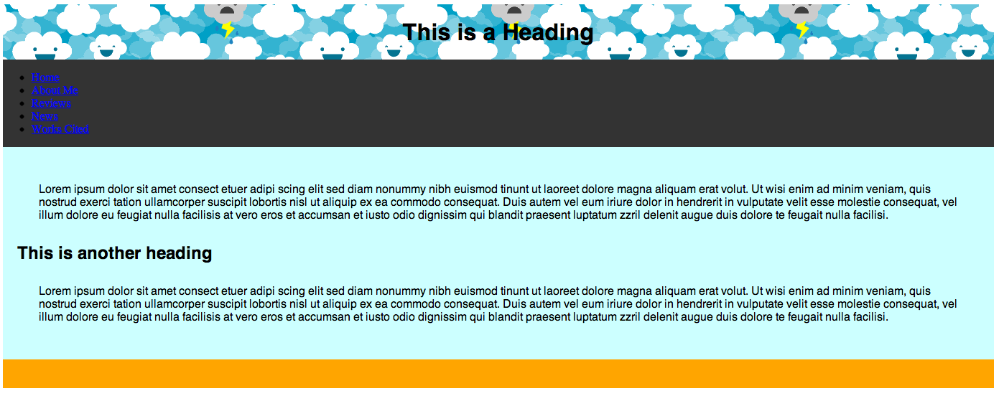 This is a Heading
Home
About Me
Reviews
News
Works Cited
Lorem ipsum dolor sit amet consect etuer adipi scing elit sed diam nonummy nibh euismod tinunt ut laoreet dolore magna aliquam erat volut. Ut wisi enim ad minim veniam, quis
nostrud exerci tation ullamcorper suscipit lobortis nisl ut aliquip ex ea commodo consequat. Duis autem vel eum iriure dolor in hendrerit in vulputate velit esse molestie consequat, vel
illum dolore eu feugiat nulla facilisis at vero eros et accumsan et iusto odio dignissim qui blandit praesent luptatum zzril delenit augue duis dolore te feugait nulla facilisi.
This is another heading
Lorem ipsum dolor sit amet consect etuer adipi scing elit sed diam nonummy nibh euismod tinunt ut laoreet dolore magna aliquam erat volut. Ut wisi enim ad minim veniam, quis
nostrud exerci tation ullamcorper suscipit lobortis nisl ut aliquip ex ea commodo consequat. Duis autem vel eum iriure dolor in hendrerit in vulputate velit esse molestie consequat, vel
illum dolore eu feugiat nulla facilisis at vero eros et accumsan et iusto odio dignissim qui blandit praesent luptatum zzril delenit augue duis dolore te feugait nulla facilisi.